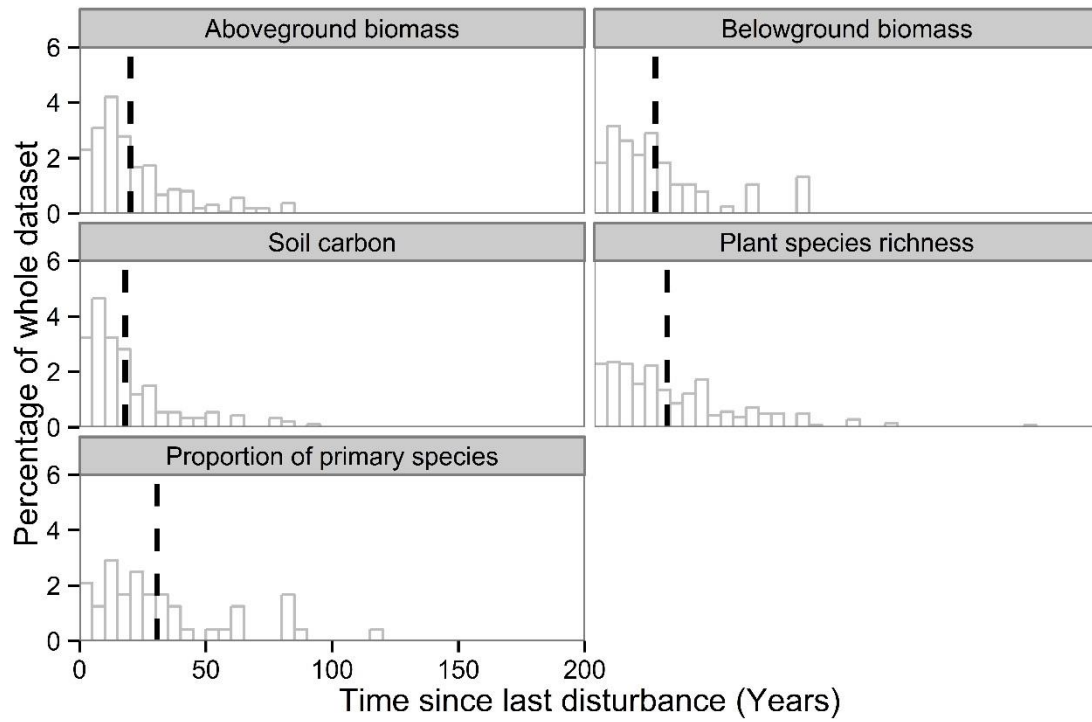 Aboveground biomass
Belowground biomass
6
4
2
0
Soil carbon
Plant species richness
6
4
2
0
Proportion of primary species
6
4
2
0
0 50 100 150 200
Time since last disturbance (Years)
Percentage of whole dataset